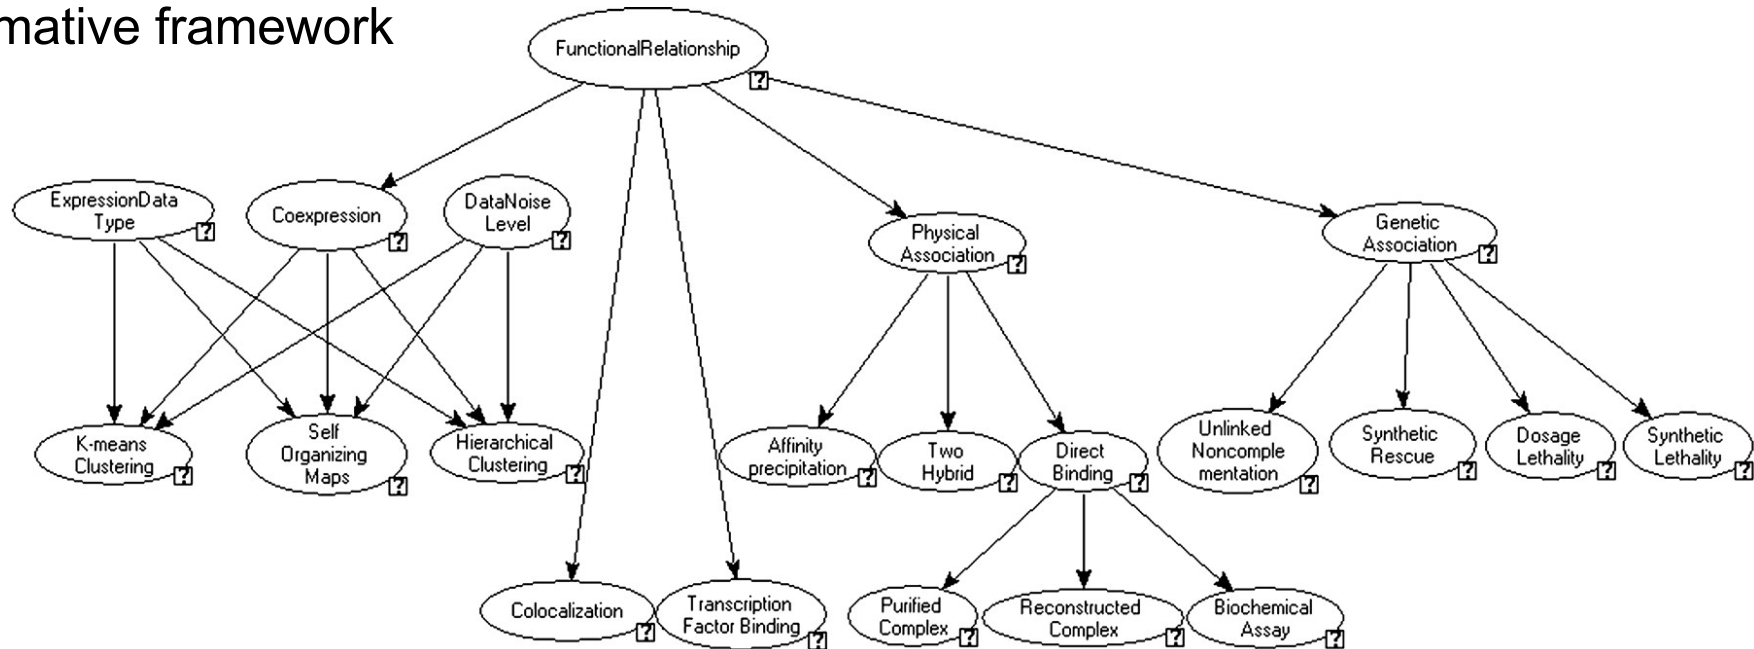 mative framework
FunctionalRelationship
?
ExpressionData
Type
?
Coexpression
?
DataNoise
Level
?
Physical
Association
?
Genetic
Association
?
K-means
Clustering
?
Self
Organizing
Maps
?
Hierarchical
Clustering
?
Affinity
precipitation
?
Two
Hybrid
?
Direct
Binding
?
Unlinked
Noncomple
mentation
?
Synthetic
Rescue
?
Dosage
Lethality
?
Synthetic
Lethality
?
Colocalization
?
Transcription
Factor Binding
?
Purified
Complex
?
Reconstructed
Complex
?
Biochemical
Assay
?